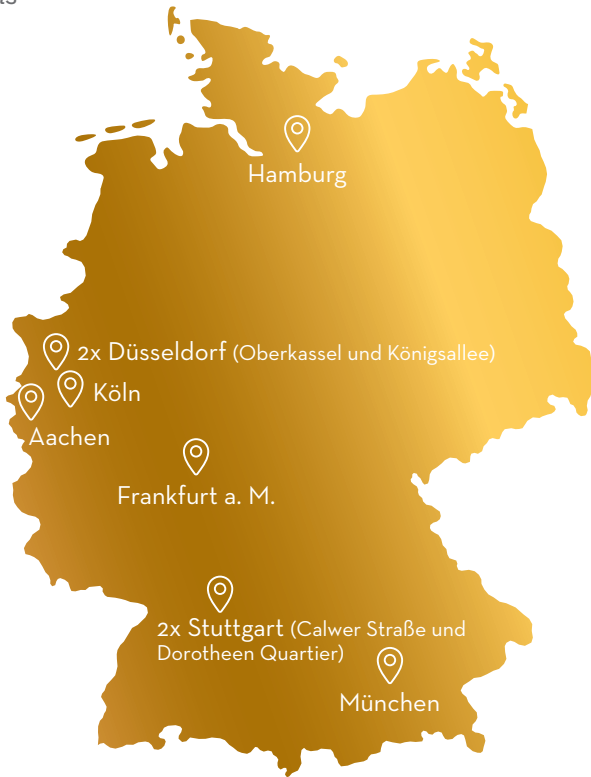 Hamburg
2x Düsseldorf (Oberkassel und Königsallee)
Köln
Aachen
Frankfurt a. M.
2x Stuttgart (Calwer Straße und
Dorotheen Quartier)
München